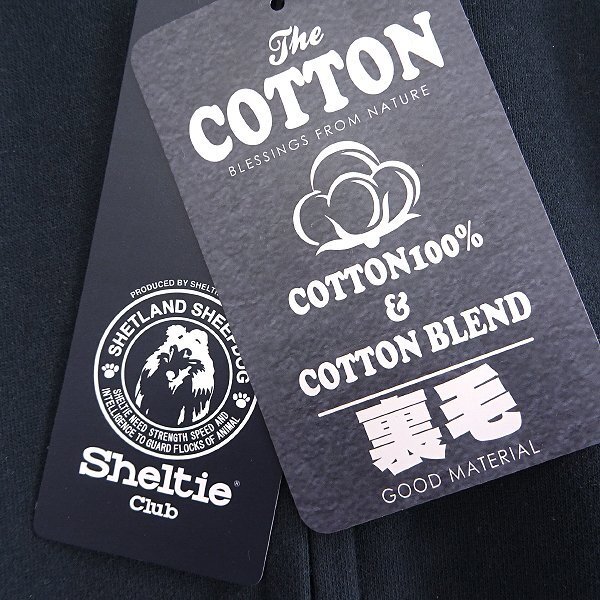 The
COTTON
BLESSINGS FROM NATURE
COTTON100%
&
COTTON BLEND
裏毛
GOOD MATERIAL
PRODUCED BY
SHETLAND SHEEPDOG
SHELTIE NEED STRENGTH SPEED AND
INTELLIGENCE TO GUARD FLOCKS OF ANIMAL
Sheltie®
Club